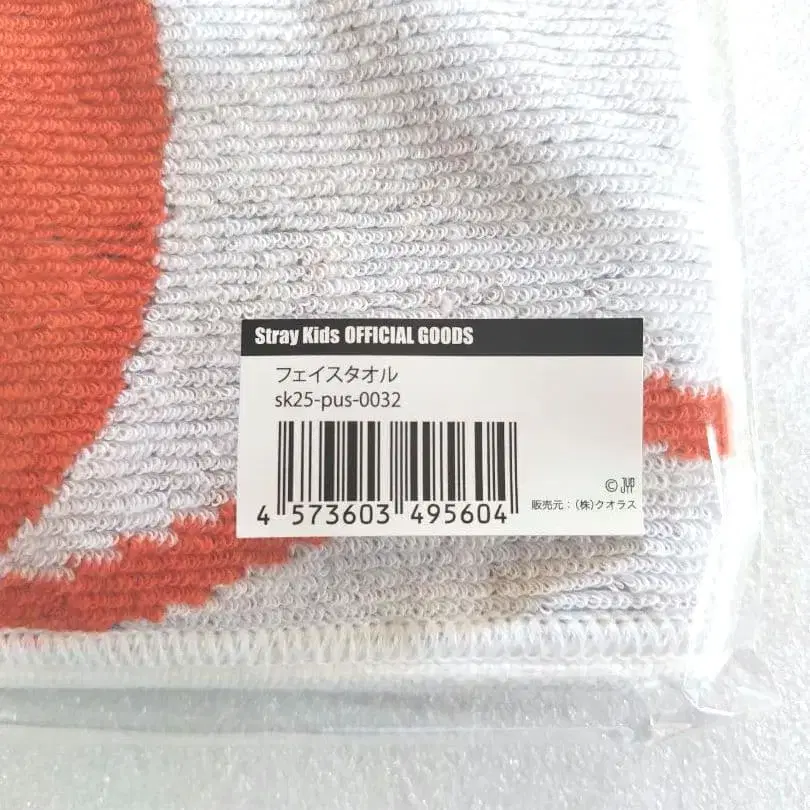 Stray Kids OFFICIAL GOODS
フェイスタオル
sk25-pus-0032
4 573603 495604
© JYP
販売元：(株)クオラス